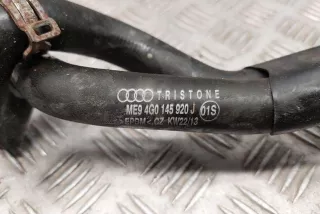 TRISTONE
ME9 4G0 145 920 J 01S
EPDM CZ KW22/13